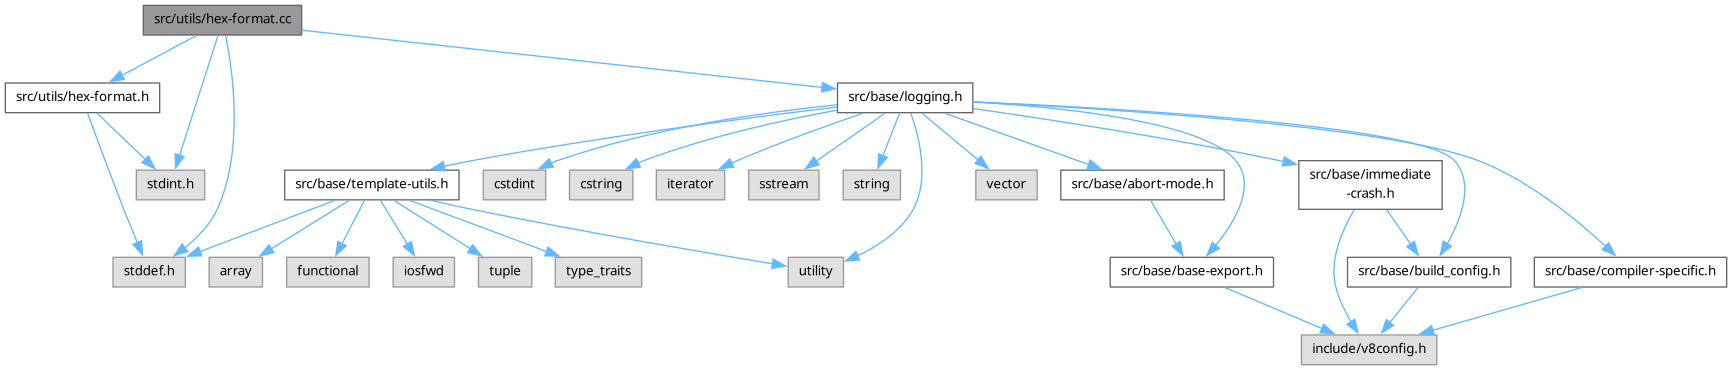 src/utils/hex-format.cc
src/utils/hex-format.h
src/base/logging.h
stdint.h
src/base/template-utils.h
cstdint
cstring
iterator
sstream
string
vector
src/base/abort-mode.h
src/base/immediate
-crash.h
stddef.h
array
functional
iosfwd
tuple
type_traits
utility
src/base/base-export.h
src/base/build_config.h
src/base/compiler-specific.h
include/v8config.h